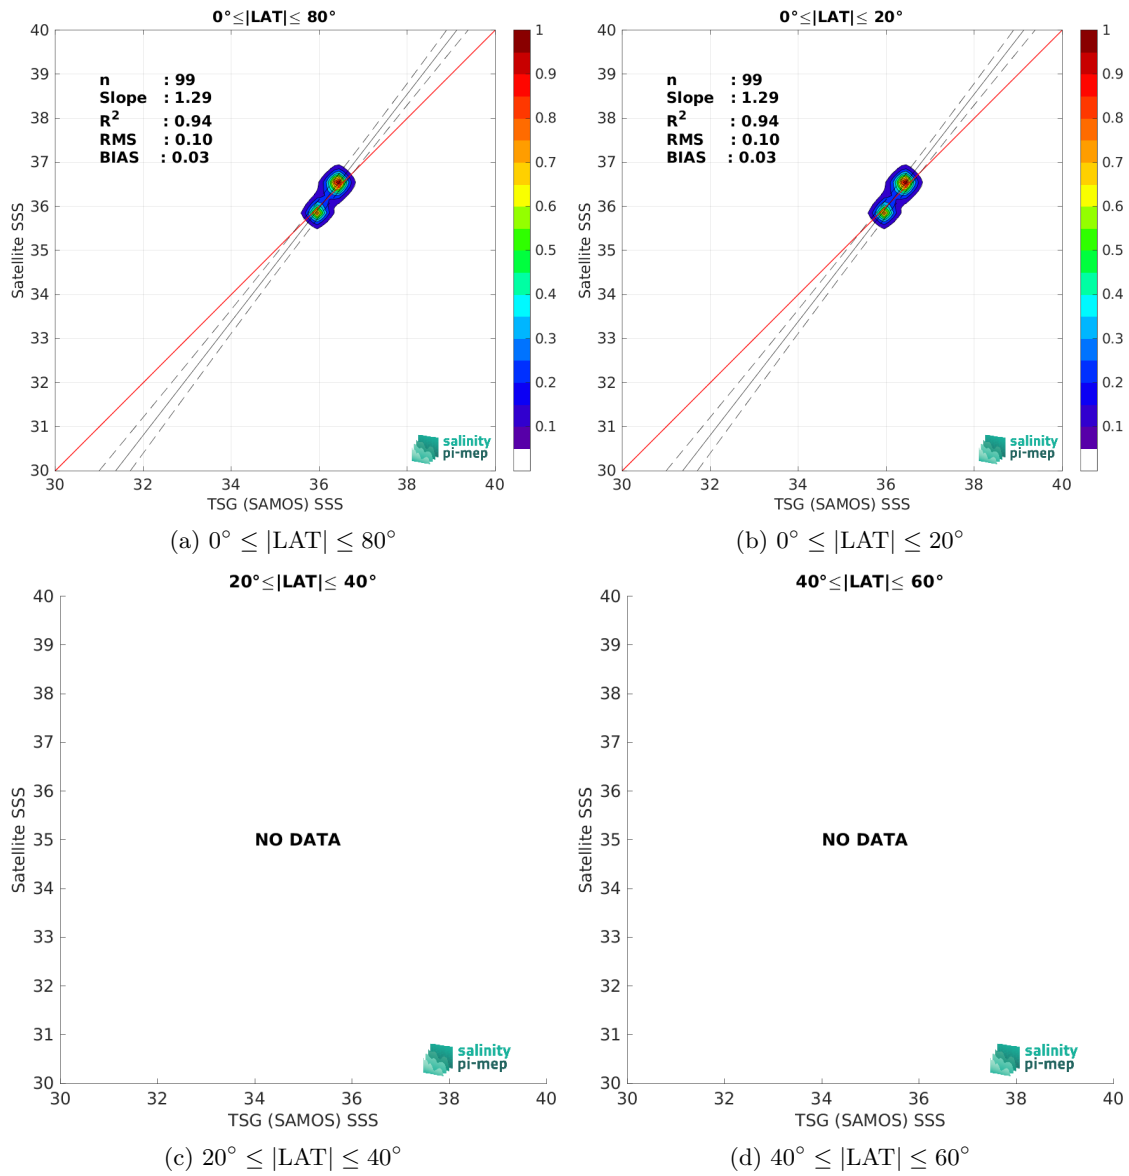 0°≤|LAT|≤ 80°
40
39
38
37
36
35
34
33
32
31
30
Satellite SSS
n : 99
Slope : 1.29
R² : 0.94
RMS : 0.10
BIAS : 0.03
salinity
pi-mep
30 32 34 36 38 40
TSG (SAMOS) SSS
1
0.9
0.8
0.7
0.6
0.5
0.4
0.3
0.2
0.1
(a) 0° ≤ |LAT| ≤ 80°
0°≤|LAT|≤ 20°
40
39
38
37
36
35
34
33
32
31
30
Satellite SSS
n : 99
Slope : 1.29
R² : 0.94
RMS : 0.10
BIAS : 0.03
salinity
pi-mep
30 32 34 36 38 40
TSG (SAMOS) SSS
1
0.9
0.8
0.7
0.6
0.5
0.4
0.3
0.2
0.1
(b) 0° ≤ |LAT| ≤ 20°
20°≤|LAT|≤ 40°
40
39
38
37
36
35
34
33
32
31
30
Satellite SSS
NO DATA
salinity
pi-mep
30 32 34 36 38 40
TSG (SAMOS) SSS
(c) 20° ≤ |LAT| ≤ 40°
40°≤|LAT|≤ 60°
40
39
38
37
36
35
34
33
32
31
30
Satellite SSS
NO DATA
salinity
pi-mep
30 32 34 36 38 40
TSG (SAMOS) SSS
(d) 40° ≤ |LAT| ≤ 60°